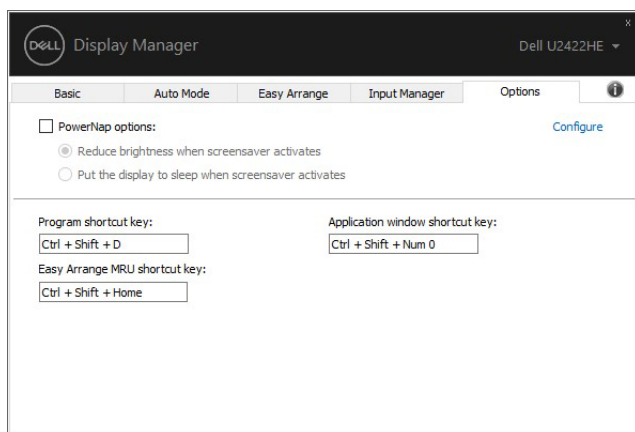 DELL Display Manager Dell U2422HE
x
Basic Auto Mode Easy Arrange Input Manager Options i
PowerNap options: Configure
Reduce brightness when screensaver activates
Put the display to sleep when screensaver activates
Program shortcut key: Application window shortcut key:
Ctrl + Shift + D Ctrl + Shift + Num 0
Easy Arrange MRU shortcut key:
Ctrl + Shift + Home